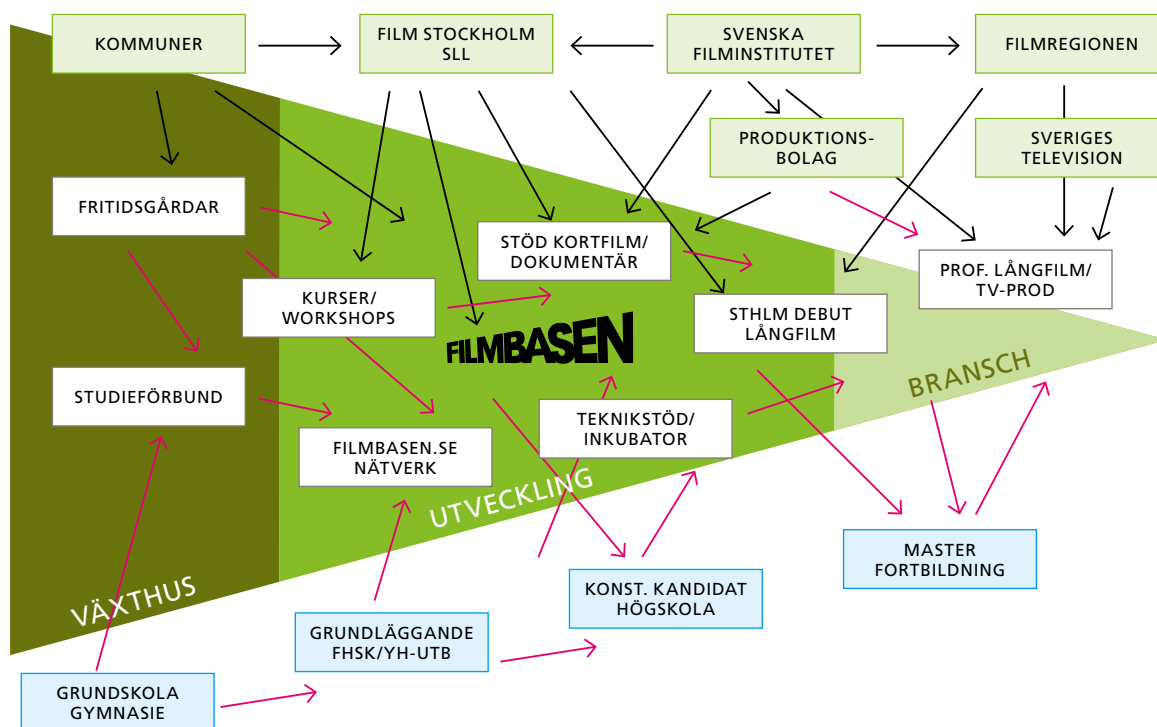 KOMMUNER
FILM STOCKHOLM
SLL
SVENSKA
FILMINSTITUTET
FILMREGIONEN
PRODUKTIONS-
BOLAG
SVERIGES
TELEVISION
FRITIDSGÅRDAR
STÖD KORTFILM/
DOKUMENTÄR
PROF. LÅNGFILM/
TV-PROD
KURSER/
WORKSHOPS
STHLM DEBUT
LÅNGFILM
FILMBASEN
BRANSCH
STUDIEFÖRBUND
TEKNIKSTÖD/
INKUBATOR
FILMBASEN.SE
NÄTVERK
UTVECKLING
MASTER
FORTBILDNING
VÄXTHUS
KONST. KANDIDAT
HÖGSKOLA
GRUNDLÄGGANDE
FHSK/YH-UTB
GRUNDSKOLA
GYMNASIE